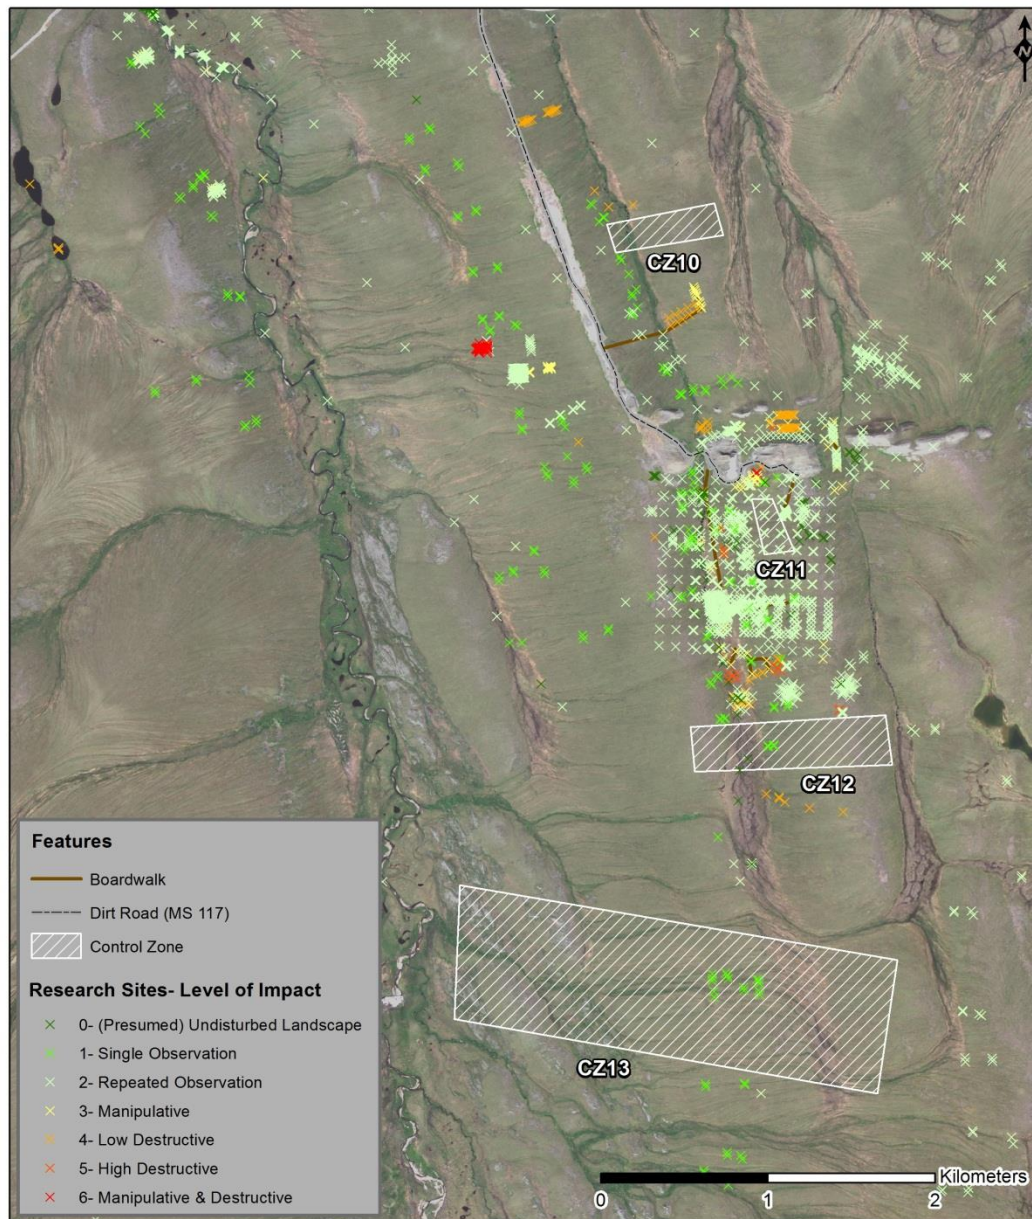 N
CZ10
CZ11
CZ12
CZ13
Features
Boardwalk
Dirt Road (MS 117)
Control Zone
Research Sites- Level of Impact
0- (Presumed) Undisturbed Landscape
1- Single Observation
2- Repeated Observation
3- Manipulative
4- Low Destructive
5- High Destructive
6- Manipulative & Destructive
Kilometers
0 1 2